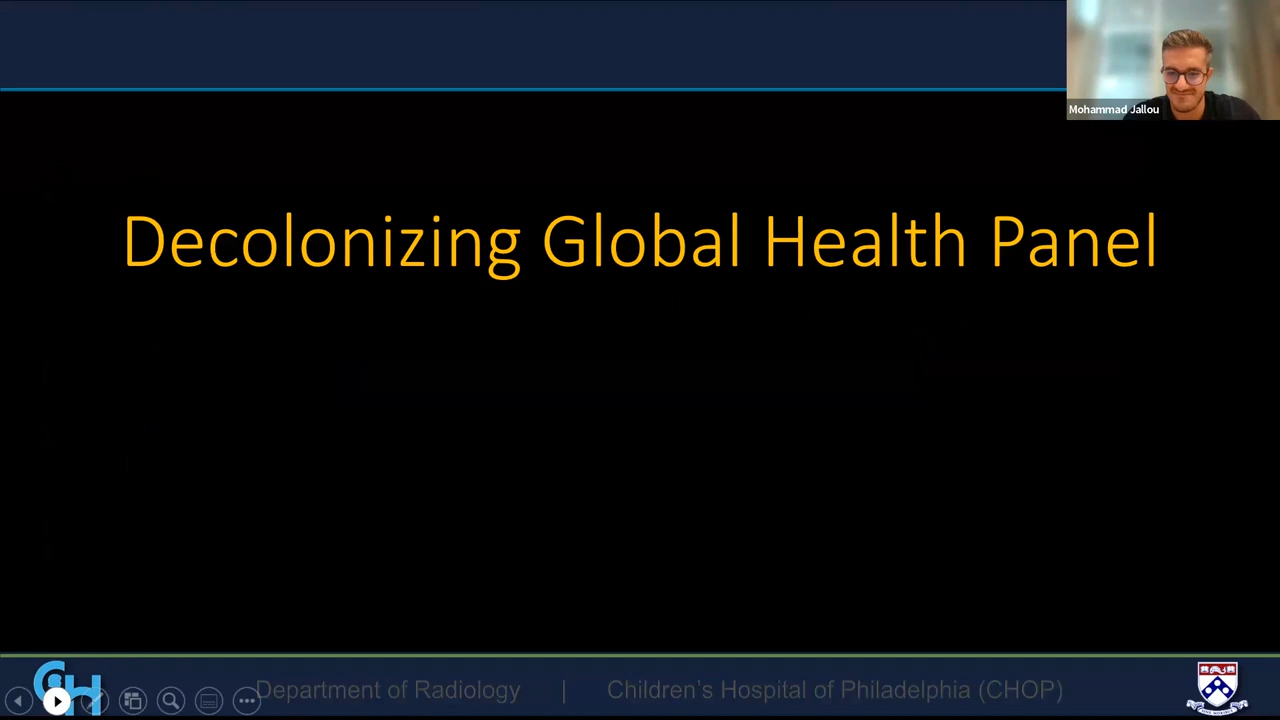 Mohammad Jallou
Decolonizing Global Health Panel
Department of Radiology | Children's Hospital of Philadelphia (CHOP)